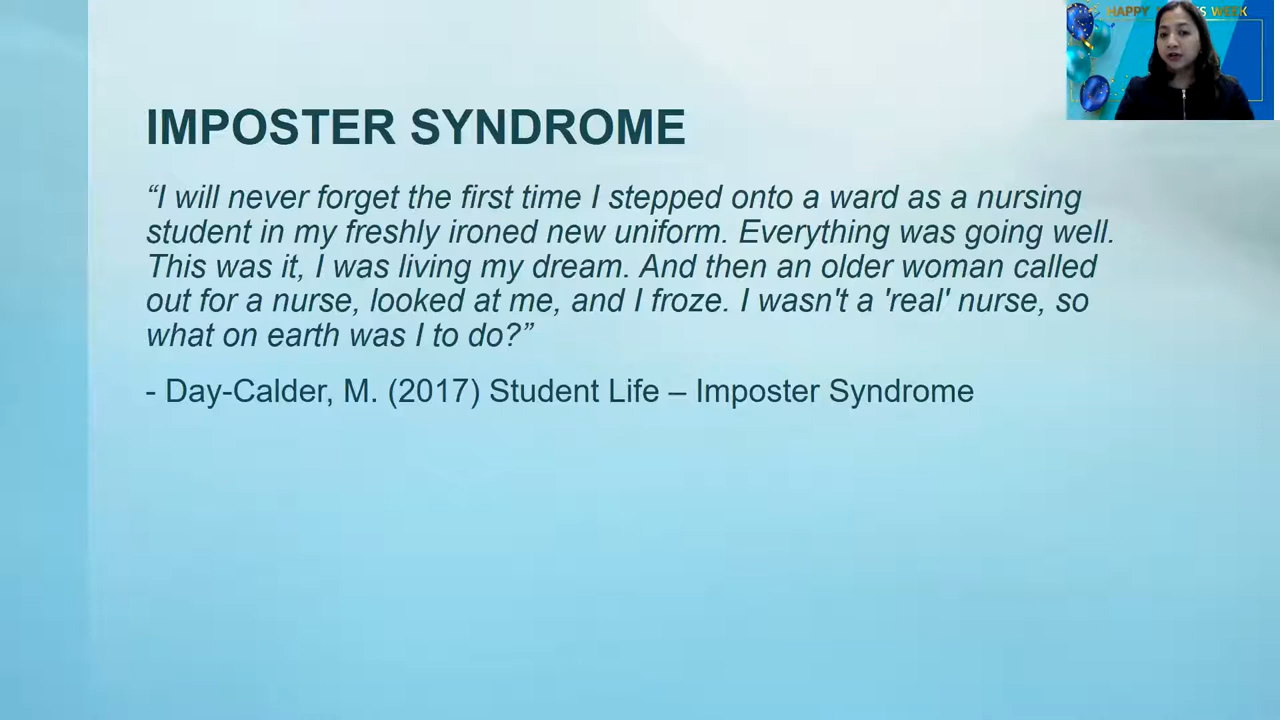 HAPPY WEEK
IMPOSTER SYNDROME
“I will never forget the first time I stepped onto a ward as a nursing
student in my freshly ironed new uniform. Everything was going well.
This was it, I was living my dream. And then an older woman called
out for a nurse, looked at me, and I froze. I wasn't a 'real' nurse, so
what on earth was I to do?”
- Day-Calder, M. (2017) Student Life – Imposter Syndrome